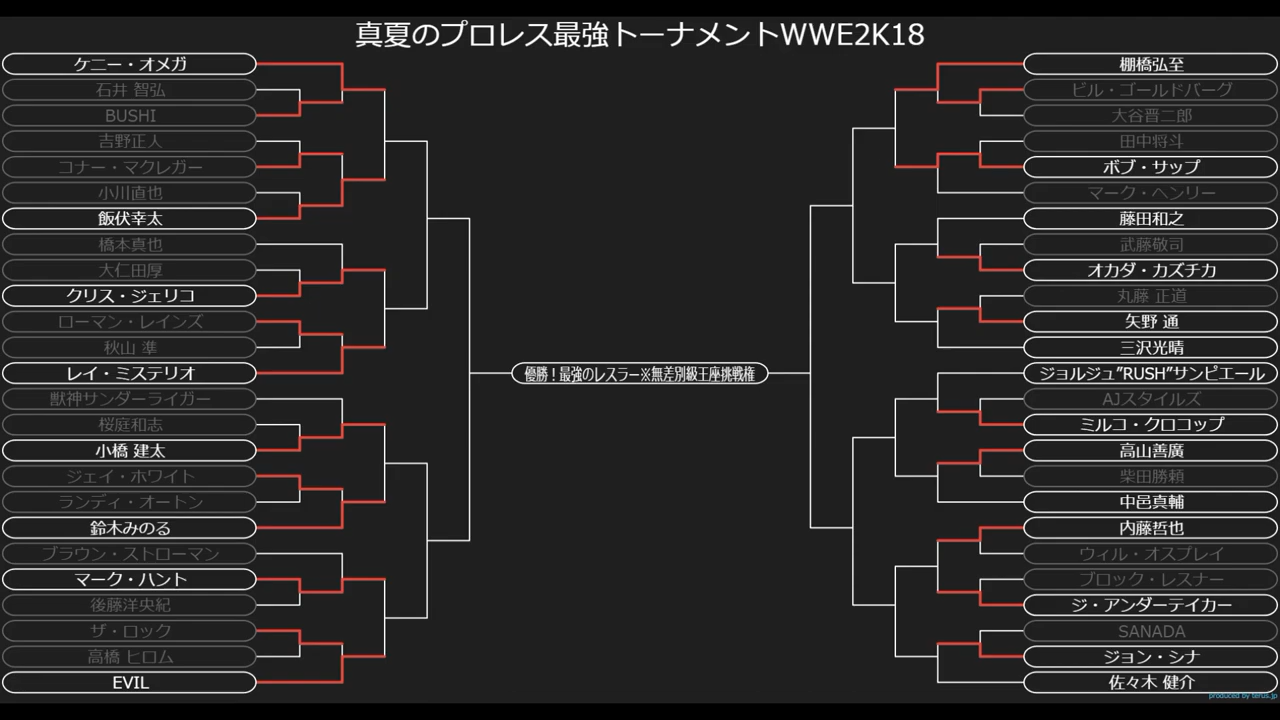 真夏のプロレス最強トーナメントWWE2K18
ケニー・オメガ
石井 智弘
BUSHI
吉野正人
コナー・マクレガー
小川直也
飯伏幸太
橋本真也
大仁田厚
クリス・ジェリコ
ローマン・レインズ
秋山 準
レイ・ミステリオ
獣神サンダーライガー
桜庭和志
小橋 建太
ジェイ・ホワイト
ランディ・オートン
鈴木みのる
ブラウン・ストローマン
マーク・ハント
後藤洋央紀
ザ・ロック
高橋 ヒロム
EVIL
優勝！最強のレスラー※無差別級王座挑戦権
棚橋弘至
ビル・ゴールドバーグ
大谷晋二郎
田中将斗
ボブ・サップ
マーク・ヘンリー
藤田和之
武藤敬司
オカダ・カズチカ
丸藤 正道
矢野 通
三沢光晴
ジョルジュ”RUSH”サンピエール
AJスタイルズ
ミルコ・クロコップ
高山善廣
柴田勝頼
中邑真輔
内藤哲也
ウィル・オスプレイ
ブロック・レスナー
ジ・アンダーテイカー
SANADA
ジョン・シナ
佐々木 健介
produced by terus.jp